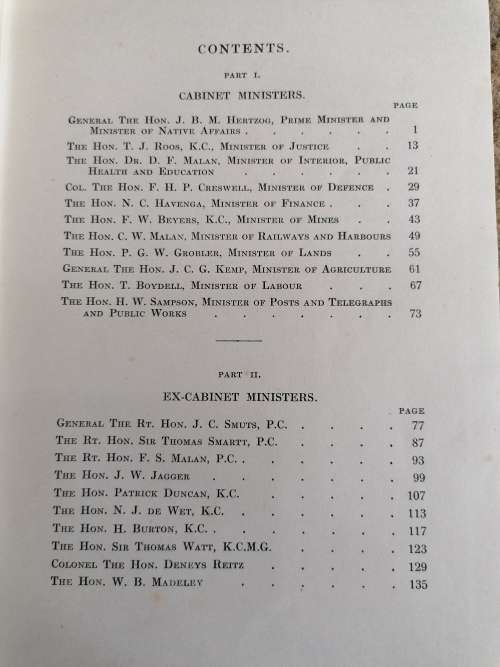 CONTENTS.
PART I.
CABINET MINISTERS.
PAGE
GENERAL THE HON. J. B. M. HERTZOG, PRIME MINISTER AND
MINISTER OF NATIVE AFFAIRS . . . . . . 1
THE HON. T. J. ROOS, K.C., MINISTER OF JUSTICE . . 13
THE HON. DR. D. F. MALAN, MINISTER OF INTERIOR, PUBLIC
HEALTH AND EDUCATION . . . . . 21
COL. THE HON. F. H. P. CRESWELL, MINISTER OF DEFENCE . 29
THE HON. N. C. HAVENGA, MINISTER OF FINANCE . . . 37
THE HON. F. W. BEYERS, K.C., MINISTER OF MINES . . 43
THE HON. C. W. MALAN, MINISTER OF RAILWAYS AND HARBOURS 49
THE HON. P. G. W. GROBLER, MINISTER OF LANDS . . 55
GENERAL THE HON. J. C. G. KEMP, MINISTER OF AGRICULTURE 61
THE HON. T. BOYDELL, MINISTER OF LABOUR . . . 67
THE HON. H. W. SAMPSON, MINISTER OF POSTS AND TELEGRAPHS
AND PUBLIC WORKS . . . . . . . 73
PART II.
EX-CABINET MINISTERS.
PAGE
GENERAL THE RT. HON. J. C. SMUTS, P.C. . . . . 77
THE RT. HON. SIR THOMAS SMARTT, P.C. . . . . 87
THE RT. HON. F. S. MALAN, P.C. . . . . . 93
THE HON. J. W. JAGGER . . . . . . 99
THE HON. PATRICK DUNCAN, K.C. . . . . . 107
THE HON. N. J. DE WET, K.C. . . . . . 113
THE HON. H. BURTON, K.C. . . . . . . 117
THE HON. SIR THOMAS WATT, K.C.M.G. . . . . 123
COLONEL THE HON. DENEYS REITZ . . . . . 129
THE HON. W. B. MADELEY . . . . . . 135